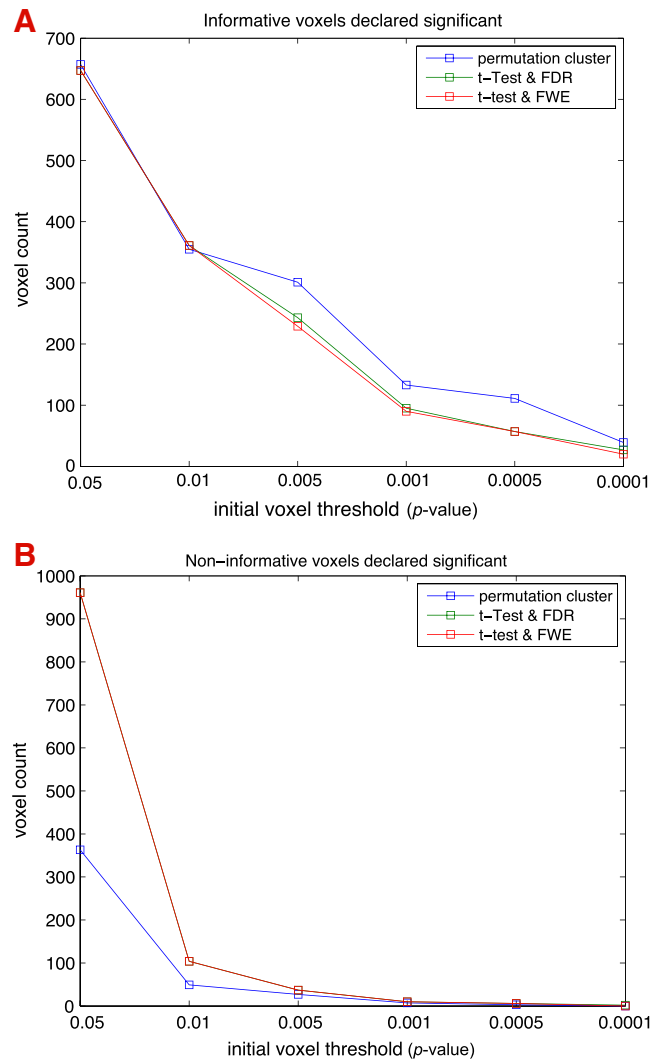 A
Informative voxels declared significant
700
600
500
400
300
200
100
0
voxel count
permutation cluster
t−Test & FDR
t−test & FWE
0.05 0.01 0.005 0.001 0.0005 0.0001
initial voxel threshold (p-value)
B
Non−informative voxels declared significant
1000
900
800
700
600
500
400
300
200
100
0
voxel count
permutation cluster
t−Test & FDR
t−test & FWE
0.05 0.01 0.005 0.001 0.0005 0.0001
initial voxel threshold (p-value)